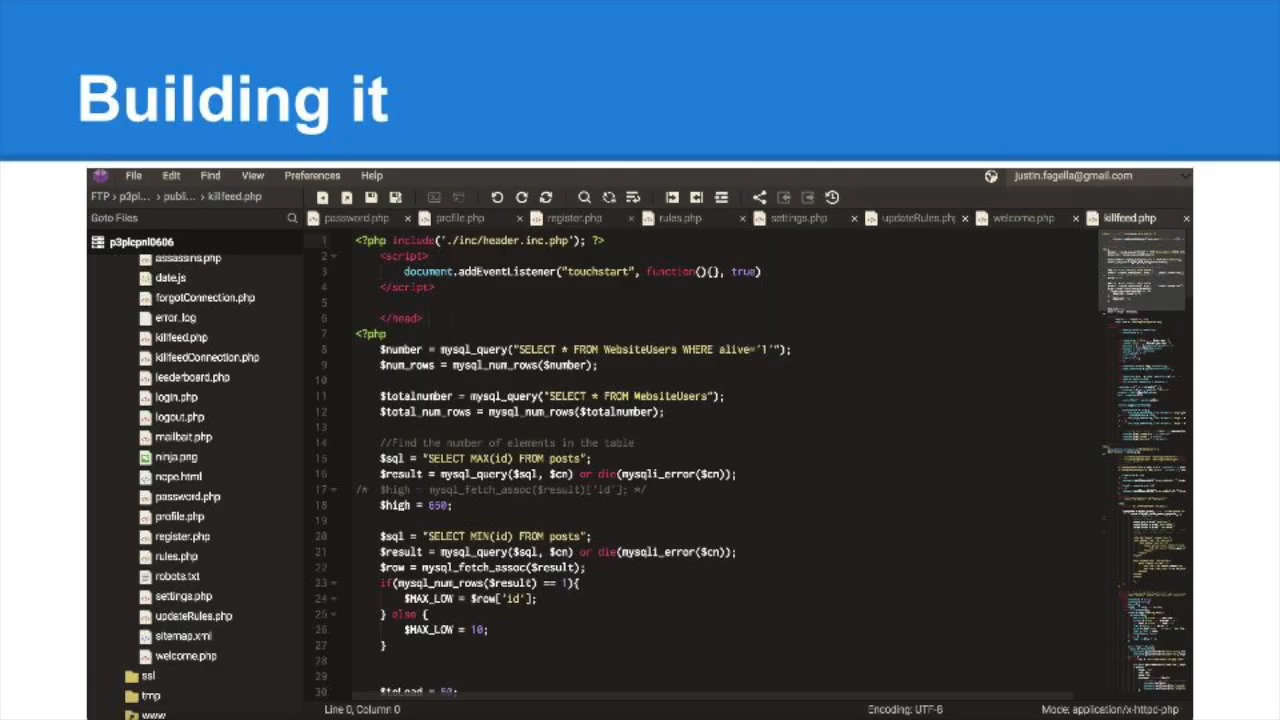 Building it
File Edit Find View Preferences Help
justin.fagella@gmail.com
FTP › p3pl... › publi... › killfeed.php
Goto Files
password.php × profile.php × register.php × rules.php × settings.php × updateRules.php × welcome.php × killfeed.php ×
p3plcpnl0606
assassins.php
date.js
forgotConnection.php
error_log
killfeed.php
killfeedConnection.php
leaderboard.php
login.php
logout.php
mailbait.php
ninja.png
nope.html
password.php
profile.php
register.php
rules.php
robots.txt
settings.php
updateRules.php
sitemap.xml
welcome.php
ssl
tmp
www
1 <?php include('./inc/header.inc.php'); ?>
2 <script>
3 document.addEventListener("touchstart", function(){}, true)
4 </script>
5
6 </head>
7 <?php
8 $number = mysql_query("SELECT * FROM WebsiteUsers WHERE alive='1'");
9 $num_rows = mysql_num_rows($number);
10
11 $totalnumber = mysql_query("SELECT * FROM WebsiteUsers");
12 $total_num_rows = mysql_num_rows($totalnumber);
13
14 //Find the number of elements in the table
15 $sql = "SELECT MAX(id) FROM posts";
16 $result = mysql_query($sql, $cn) or die(mysqli_error($cn));
17 /* $high = mysql_fetch_assoc($result)['id']; */
18 $high = 650;
19
20 $sql = "SELECT MIN(id) FROM posts";
21 $result = mysql_query($sql, $cn) or die(mysqli_error($cn));
22 $row = mysql_fetch_assoc($result);
23 if(mysql_num_rows($result) == 1){
24 $MAX_LOW = $row['id'];
25 } else {
26 $MAX_LOW = 10;
27 }
28
29
30 $toLoad = 50;
Line 0, Column 0
Encoding: UTF-8
Mode: application/x-httpd-php